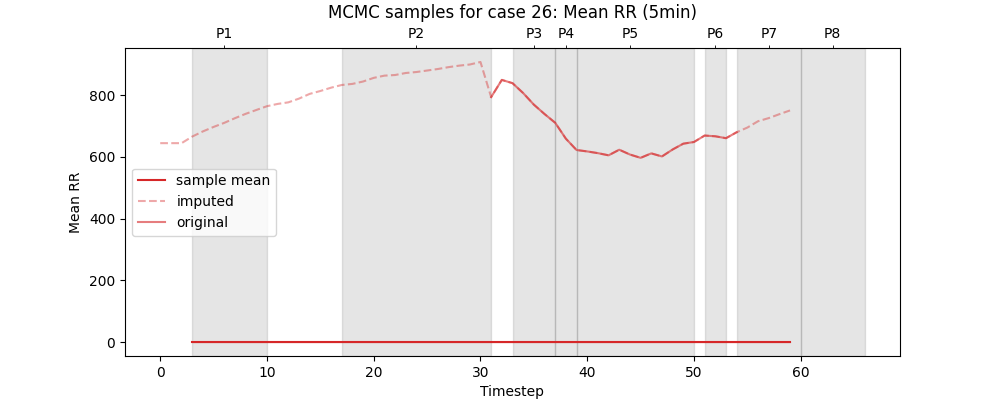 MCMC samples for case 26: Mean RR (5min)
P1 P2 P3 P4 P5 P6 P7 P8
800
600
400
200
0
Mean RR
sample mean
imputed
original
0 10 20 30 40 50 60
Timestep